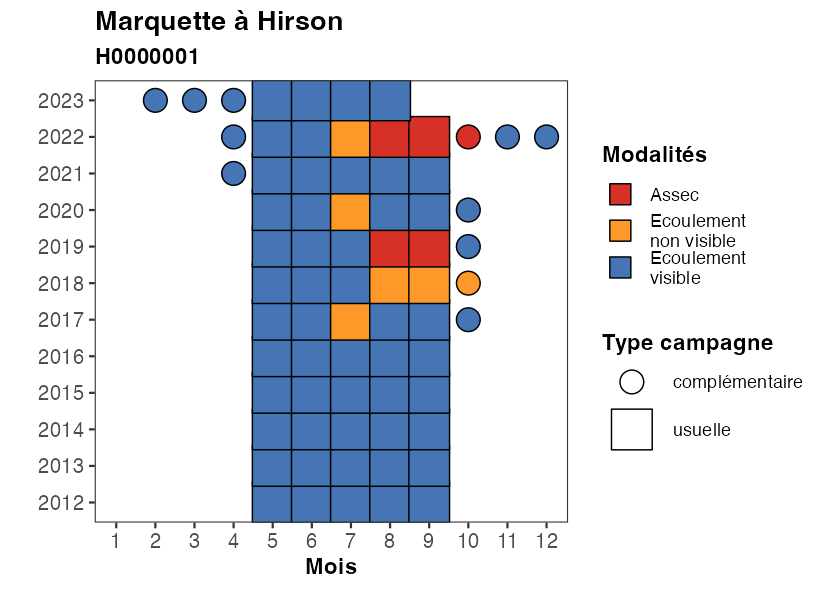 Marquette à Hirson
H0000001
2023
2022
2021
2020
2019
2018
2017
2016
2015
2014
2013
2012
1 2 3 4 5 6 7 8 9 10 11 12
Mois
Modalités
Assec
Ecoulement
non visible
Ecoulement
visible
Type campagne
complémentaire
usuelle